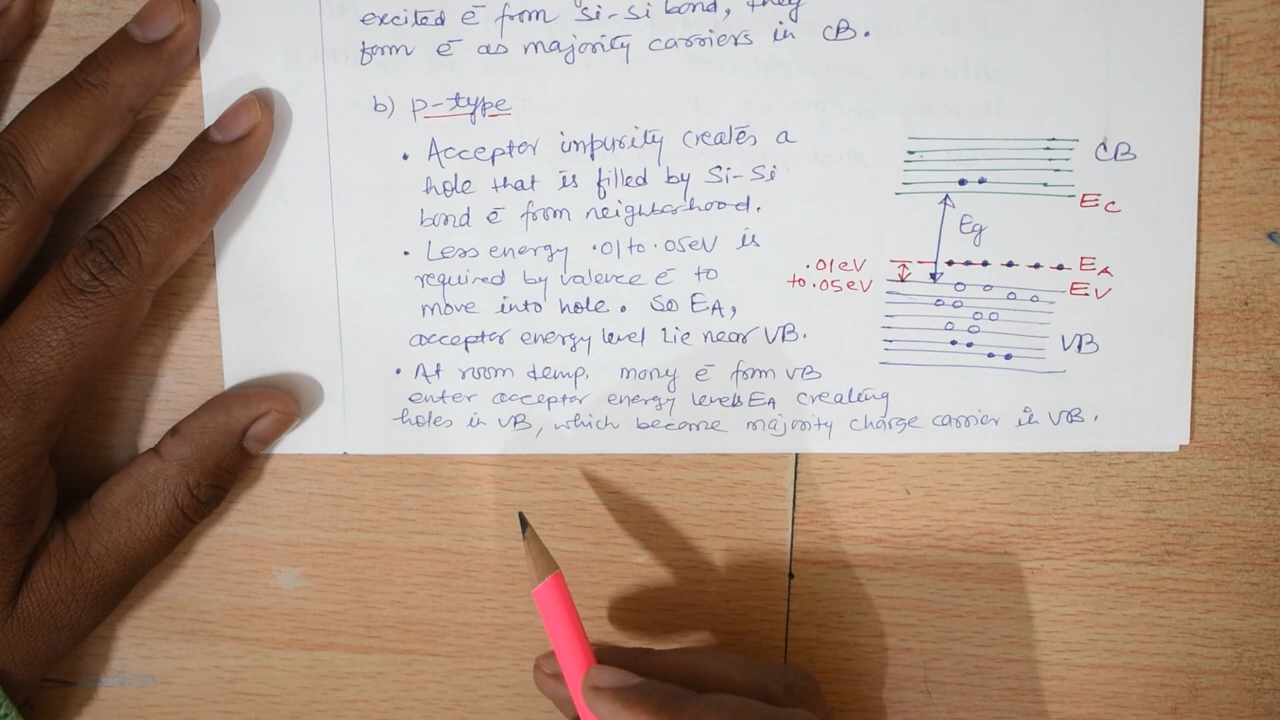 excited ē from Si-Si bond, they
form ē as majority carriers in CB.
b) p-type
• Acceptor impurity creates a
hole that is filled by Si-Si
bond ē from neighborhood.
• Less energy .01 to .05eV is
required by valence ē to
move into hole. So EA,
acceptor energy level lie near VB.
• At room temp. many ē form VB
enter acceptor energy levels EA creating
holes in VB, which become majority charge carrier in VB.
CB
EC
Eg
.01eV
to.05eV
EA
EV
VB